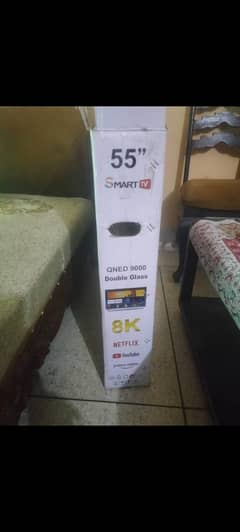 55”
SMART TV
QNED 9000
Double Glass
8K
NETFLIX
YouTube